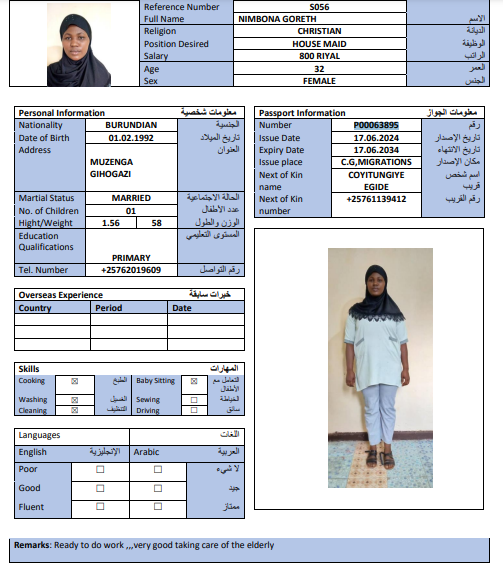 Reference Number S056
Full Name NIMBONA GORETH الاسم
Religion CHRISTIAN الديانة
Position Desired HOUSE MAID الوظيفة
Salary 800 RIYAL الراتب
Age 32 العمر
Sex FEMALE الجنس
Personal Information معلومات شخصية
Nationality BURUNDIAN الجنسية
Date of Birth 01.02.1992 تاريخ الميلاد
Address العنوان
MUZENGA
GIHOGAZI
Martial Status MARRIED الحالة الاجتماعية
No. of Children 01 عدد الأطفال
Hight/Weight 1.56 58 الوزن والطول
Education المستوى التعليمي
Qualifications
PRIMARY
Tel. Number +25762019609 رقم التواصل
Passport Information معلومات الجواز
Number P00063895 رقم
Issue Date 17.06.2024 تاريخ الإصدار
Expiry Date 17.06.2034 تاريخ الانتهاء
Issue place C.G,MIGRATIONS مكان الإصدار
Next of Kin COYITUNGIYE اسم شخص
name EGIDE قريب
Next of Kin +25761139412 رقم القريب
number
Overseas Experience خبرات سابقة
Country Period Date
Skills المهارات
Cooking ☒ الطبخ Baby Sitting ☒ التعامل مع
الأطفال
Washing ☒ الغسيل Sewing ☐ الخياطة
Cleaning ☒ التنظيف Driving ☐ سائق
Languages اللغات
English الإنجليزية Arabic العربية
Poor ☐ ☐ لا شيء
Good ☐ ☐ جيد
Fluent ☐ ☐ ممتاز
Remarks: Ready to do work ,,,very good taking care of the elderly